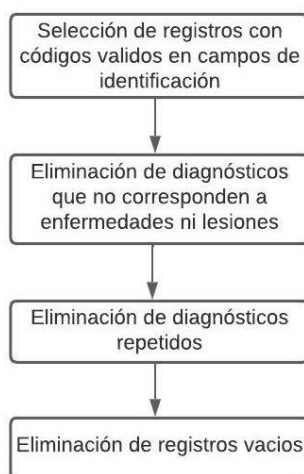 Selección de registros con
códigos validos en campos de
identificación
Eliminación de diagnósticos
que no corresponden a
enfermedades ni lesiones
Eliminación de diagnósticos
repetidos
Eliminación de registros vacios